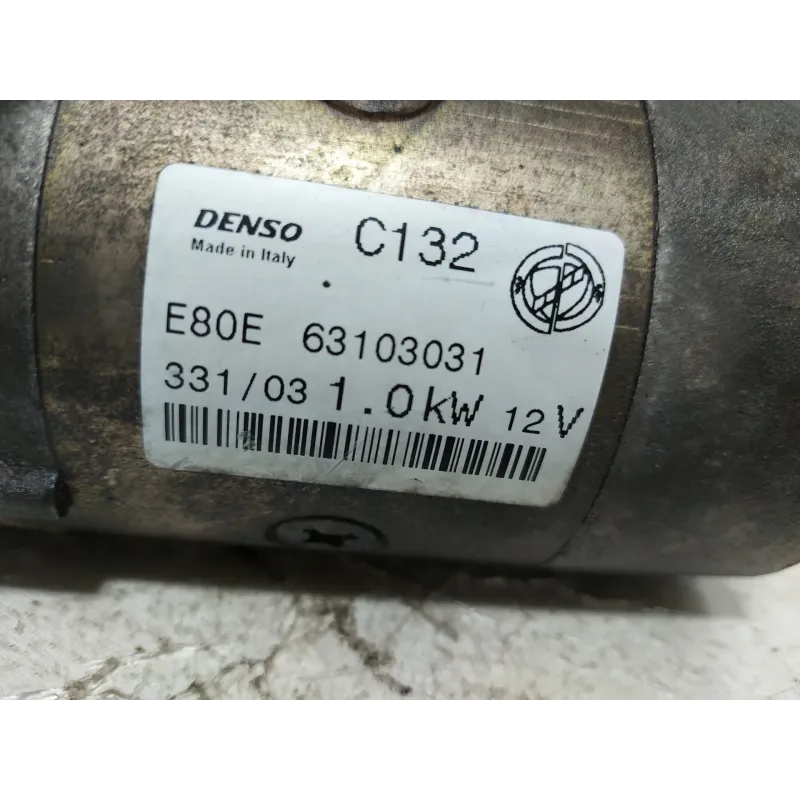 DENSO C132
Made in Italy
E80E 63103031
331/03 1.0kW 12V